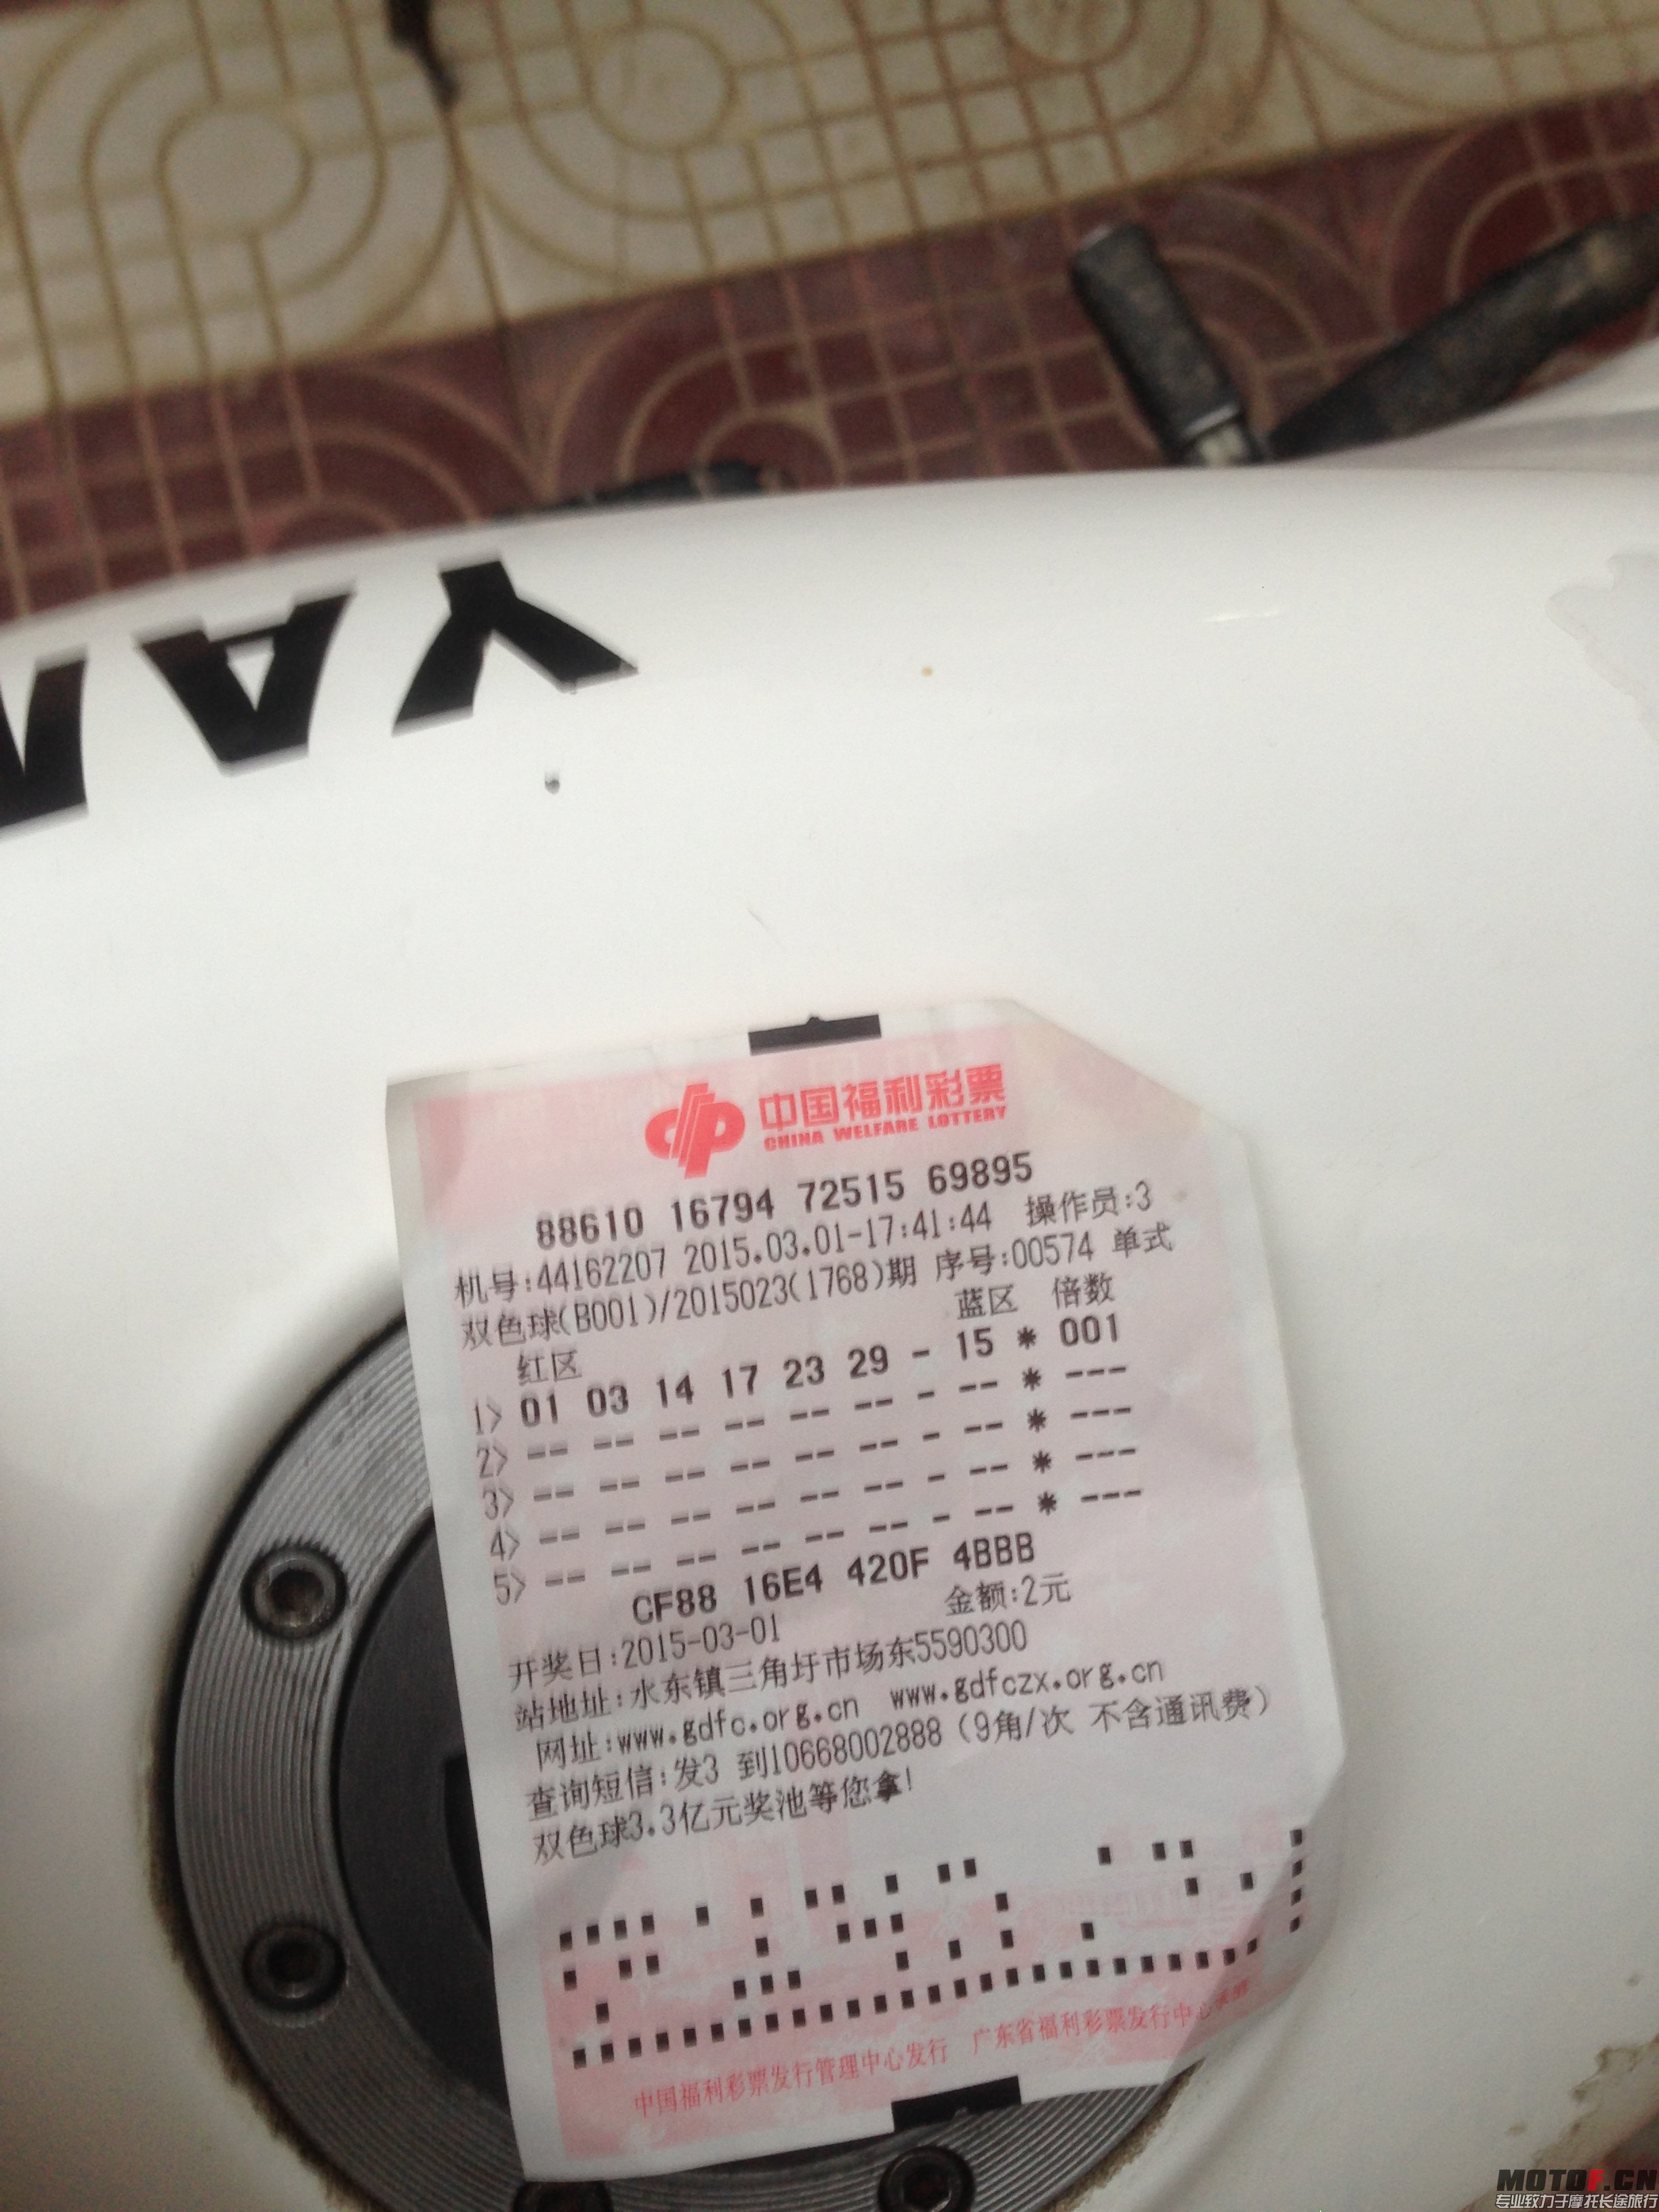 YAM
中国福利彩票
CHINA WELFARE LOTTERY
88610 16794 72515 69895
机号:44162207 2015.03.01-17:41:44 操作员:3
双色球(B001)/2015023(1768)期 序号:00574 单式
红区 蓝区 倍数
1> 01 03 14 17 23 29 - 15 * 001
2> -- -- -- -- -- -- - -- * ---
3> -- -- -- -- -- -- - -- * ---
4> -- -- -- -- -- -- - -- * ---
5> -- -- -- -- -- -- - -- * ---
CF88 16E4 420F 4BBB
开奖日:2015-03-01 金额:2元
站地址:水东镇三角圩市场东5590300
网址:www.gdfc.org.cn www.gdfczx.org.cn
查询短信:发3 到10668002888(9角/次 不含通讯费)
双色球3.3亿元奖池等您拿!
中国福利彩票发行管理中心发行 广东省福利彩票发行中心承销
MOTOF.CN
专业致力于摩托长途旅行